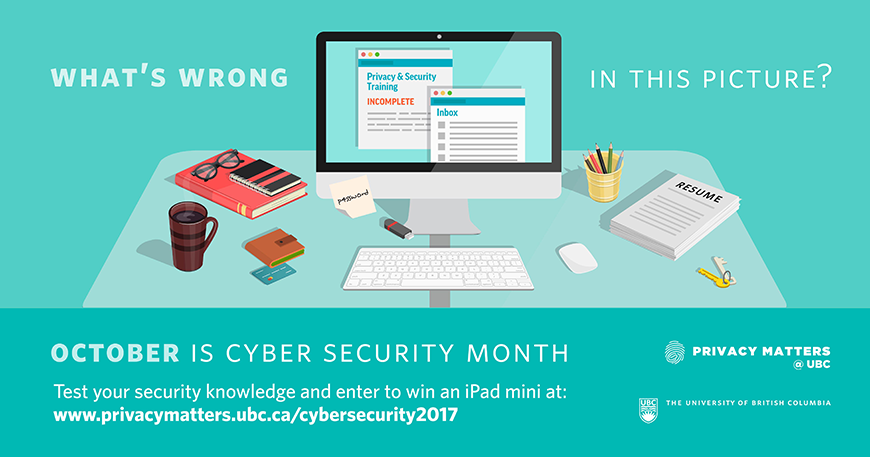 WHAT'S WRONG
IN THIS PICTURE?
Privacy & Security
Training
INCOMPLETE
Inbox
password
RESUME
OCTOBER IS CYBER SECURITY MONTH
Test your security knowledge and enter to win an iPad mini at:
www.privacymatters.ubc.ca/cybersecurity2017
PRIVACY MATTERS
@ UBC
UBC
THE UNIVERSITY OF BRITISH COLUMBIA